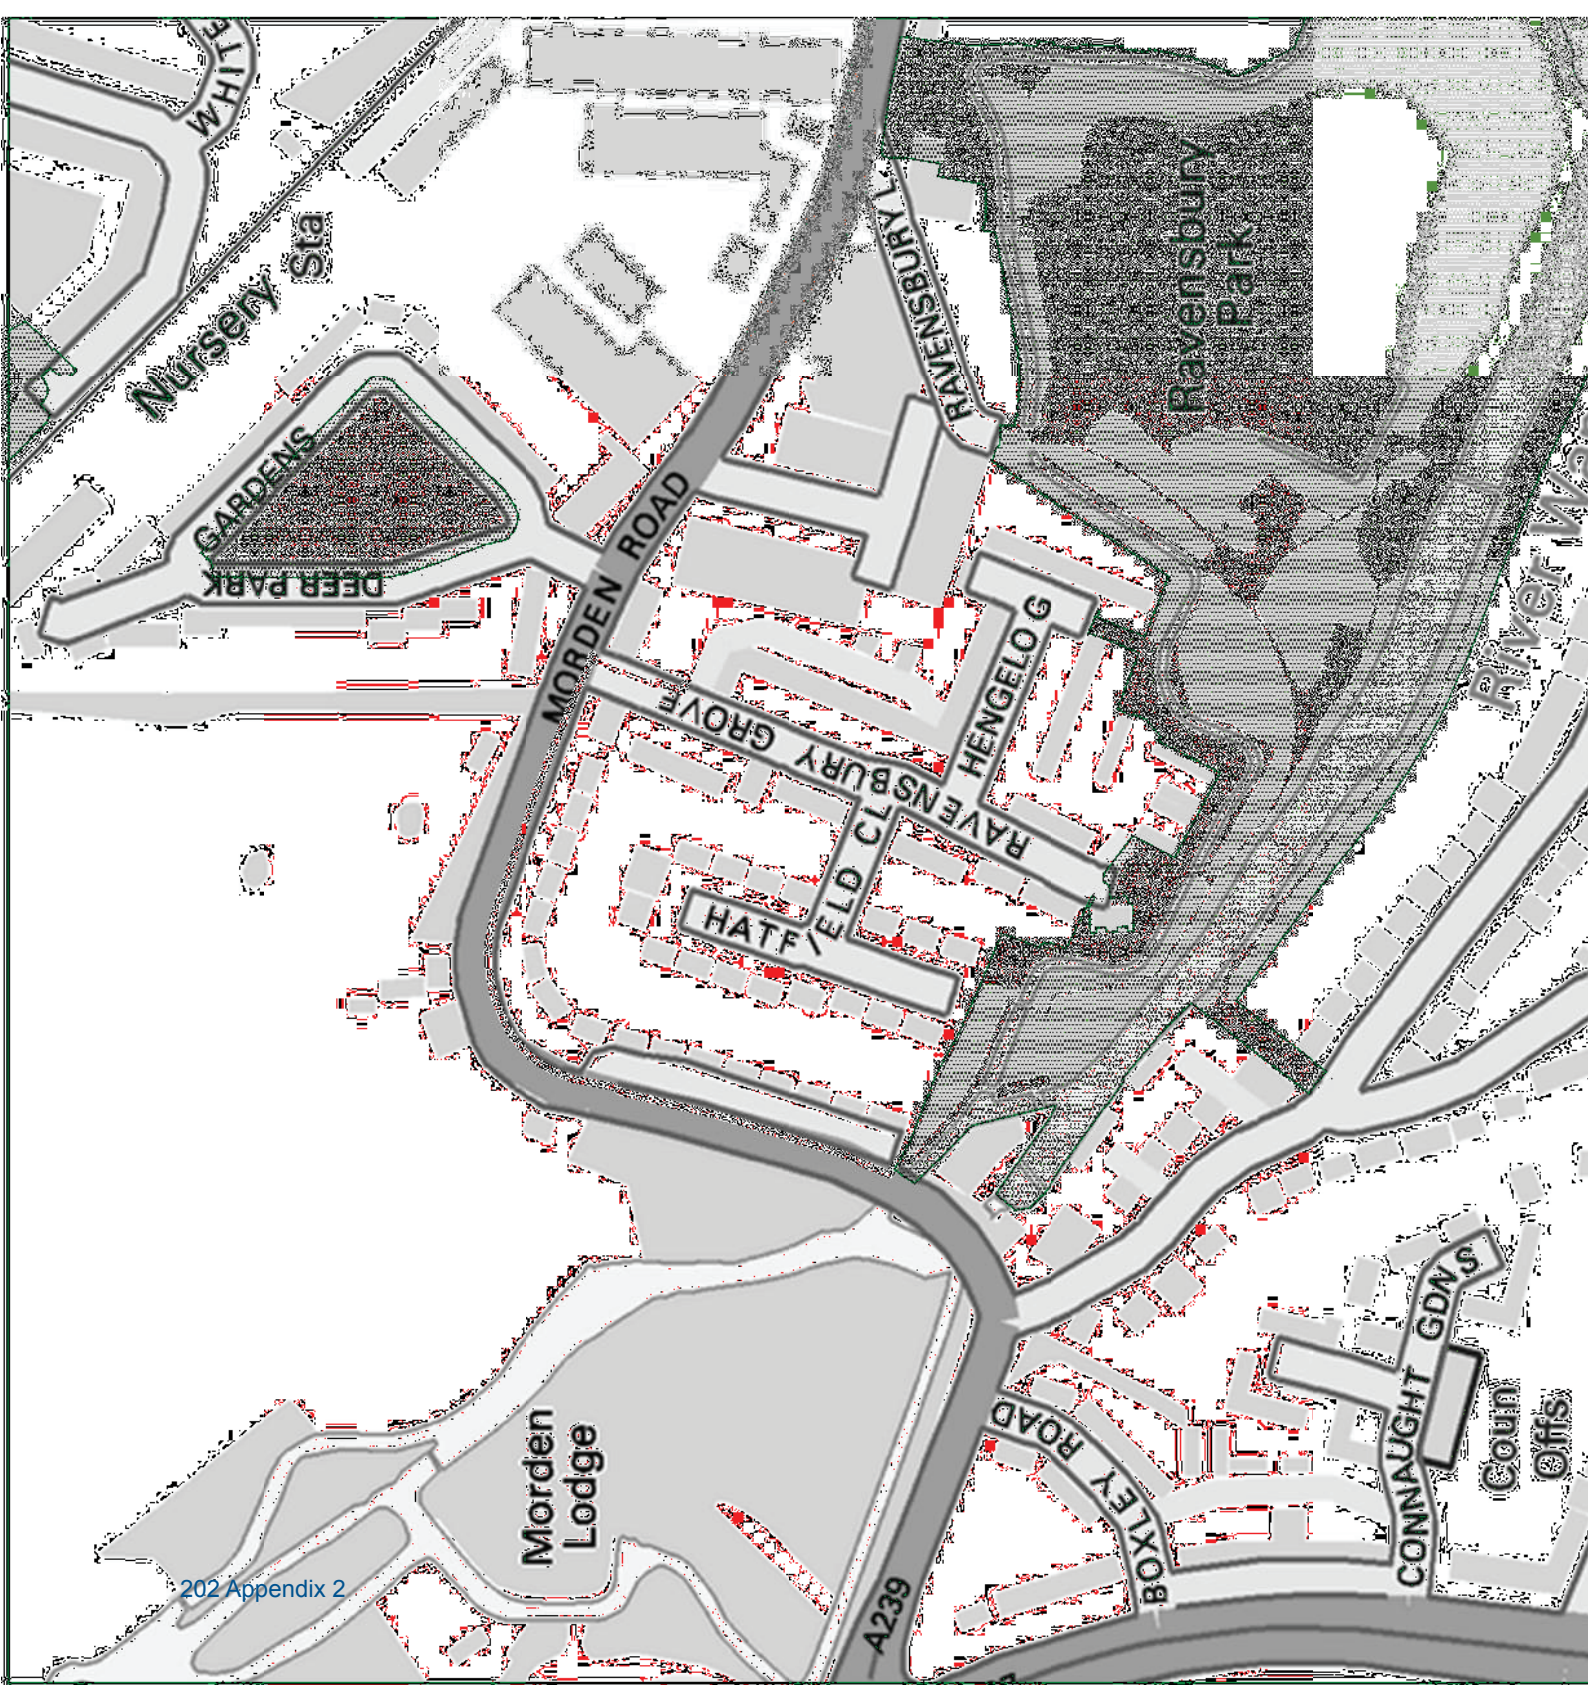 WHITE
Nursery
Sta
RAVENSBURY L
RAVENSBURY
Ravensbury
Park
GARDENS
DEER PARK
MORDEN ROAD
River
HENGELO
RAVENSBURY GROVE
HATFIELD CL
Morden
Lodge
202 Appendix 2
A239
BOXLEY ROAD
CONNAUGHT GDNS
Coun
Offs